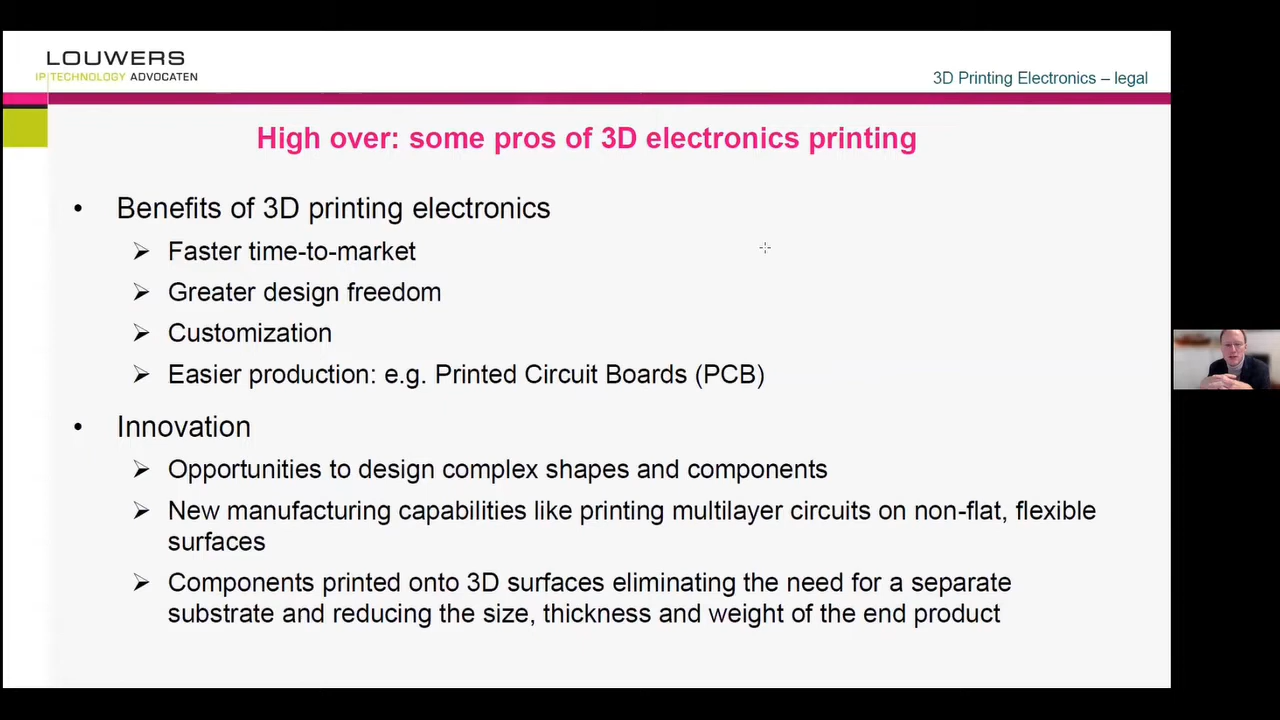 LOUWERS
IP|TECHNOLOGY ADVOCATEN
3D Printing Electronics – legal
High over: some pros of 3D electronics printing
• Benefits of 3D printing electronics
➢ Faster time-to-market
➢ Greater design freedom
➢ Customization
➢ Easier production: e.g. Printed Circuit Boards (PCB)
• Innovation
➢ Opportunities to design complex shapes and components
➢ New manufacturing capabilities like printing multilayer circuits on non-flat, flexible
surfaces
➢ Components printed onto 3D surfaces eliminating the need for a separate
substrate and reducing the size, thickness and weight of the end product